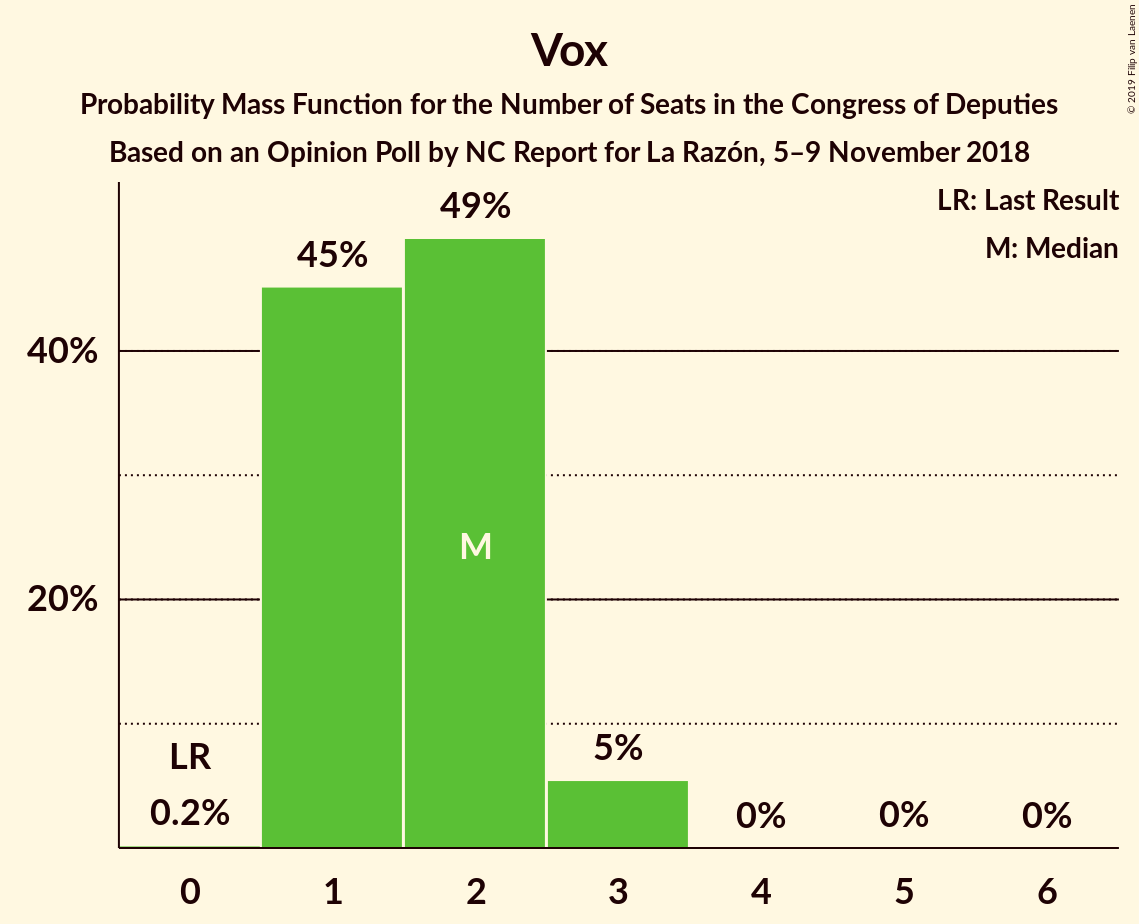 Vox
Probability Mass Function for the Number of Seats in the Congress of Deputies
Based on an Opinion Poll by NC Report for La Razón, 5–9 November 2018
© 2019 Filip van Laenen
LR: Last Result
M: Median
49%
45%
40%
M
20%
LR
5%
0.2%
0%
0%
0%
0
1
2
3
4
5
6